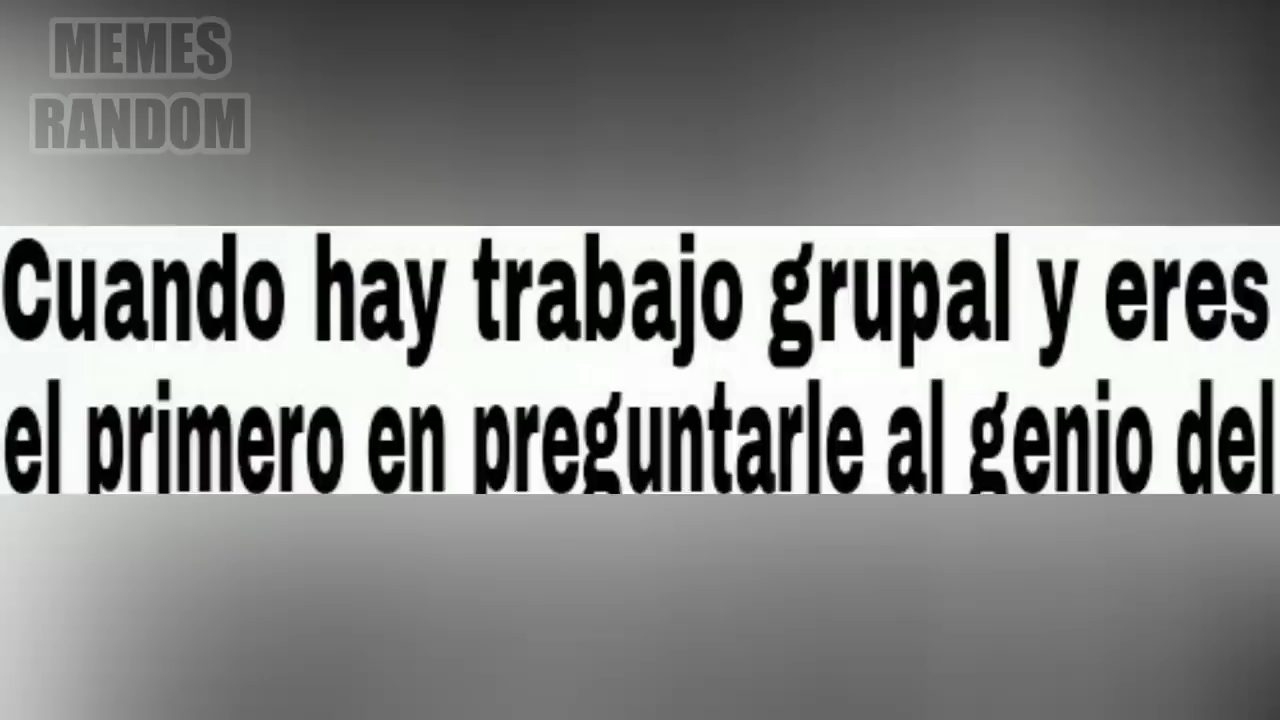 MEMES
RANDOM
Cuando hay trabajo grupal y eres
el primero en preguntarle al genio del